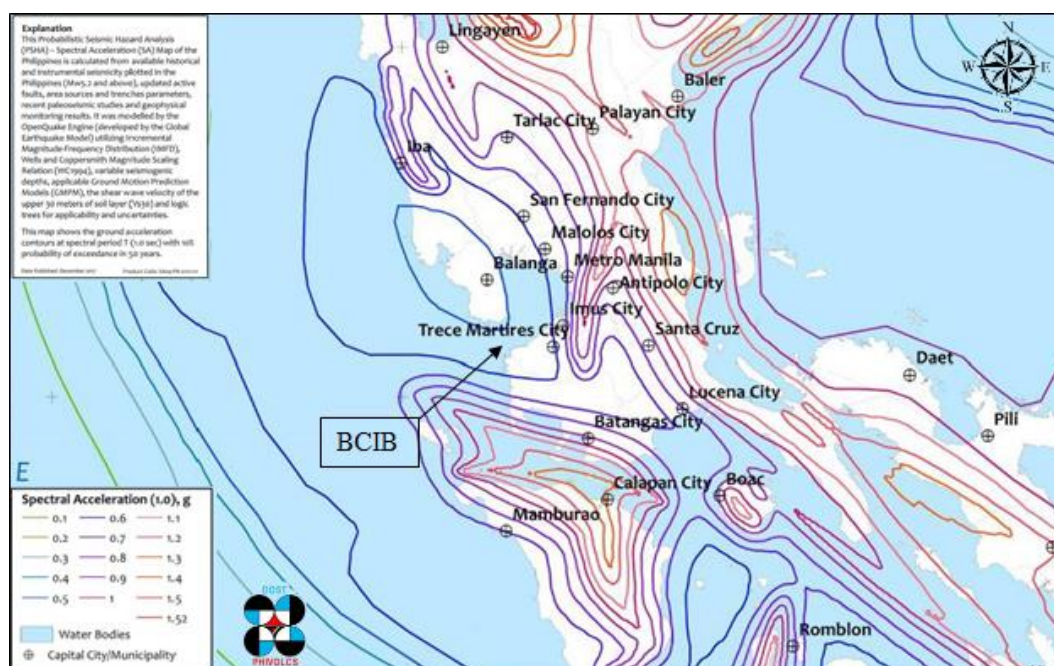 Explanation
This Probabilistic Seismic Hazard Analysis
(PSHA) – Spectral Acceleration (SA) Map of the
Philippines is calculated from available historical
and instrumental seismicity plotted in the
Philippines (Mw5.2 and above), updated active
faults, area sources and trenches parameters,
recent paleoseismic studies and geophysical
monitoring results. It was modelled by the
OpenQuake Engine (developed by the Global
Earthquake Model) utilizing Incremental
Magnitude-Frequency Distribution (IMFD),
Wells and Coppersmith Magnitude Scaling
Relation (WC1994), variable seismogenic
depths, applicable Ground Motion Prediction
Models (GMPM), the shear wave velocity of the
upper 30 meters of soil layer (Vs30) and logic
trees for applicability and uncertainties.
This map shows the ground acceleration
contours at spectral period T (1.0 sec) with 10%
probability of exceedance in 50 years.
Date Published: December 2017
Product Code:
N
W
E
S
Lingayen
Baler
Palayan City
Tarlac City
Iba
San Fernando City
Malolos City
Metro Manila
Balanga
Antipolo City
Imus City
Trece Martires City
Santa Cruz
Daet
Lucena City
BCIB
Batangas City
Pili
Calapan City
Boac
Mamburao
Romblon
E
Spectral Acceleration (1.0), g
0.1 0.6 1.1
0.2 0.7 1.2
0.3 0.8 1.3
0.4 0.9 1.4
0.5 1 1.5
1.52
Water Bodies
Capital City/Municipality
DOST
PHIVOLCS